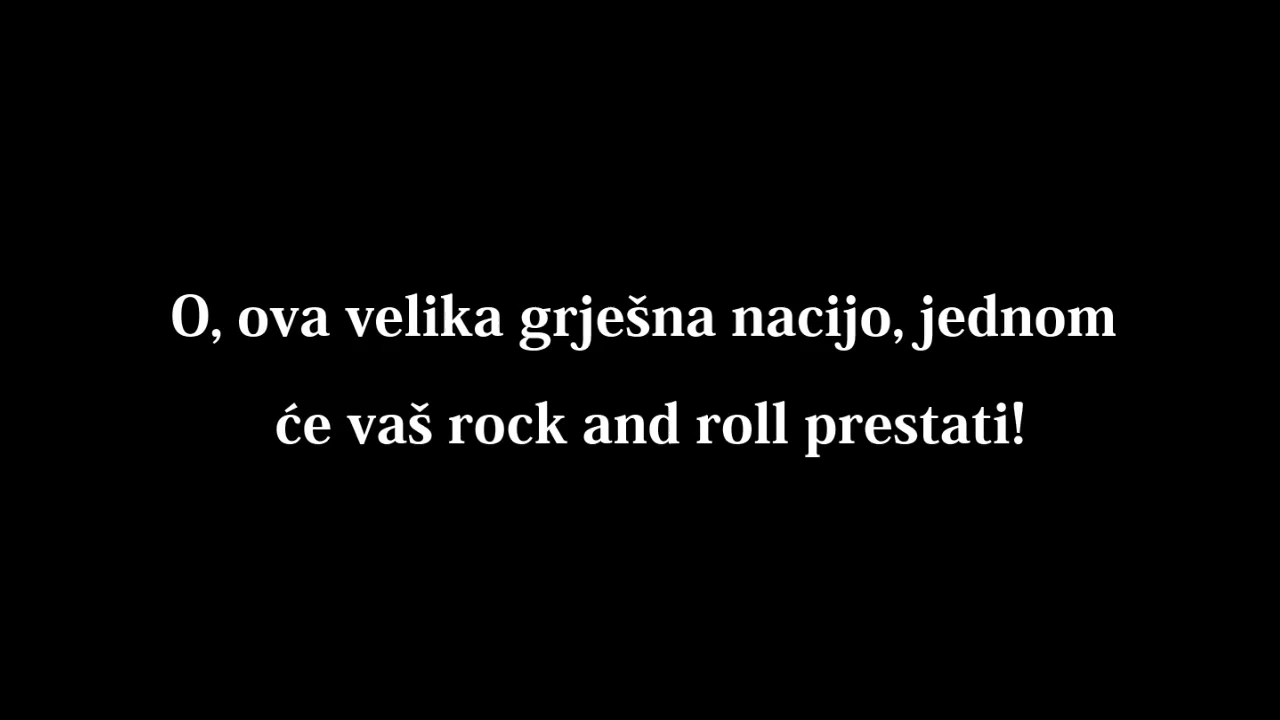 O, ova velika grješna nacijo, jednom
će vaš rock and roll prestati!